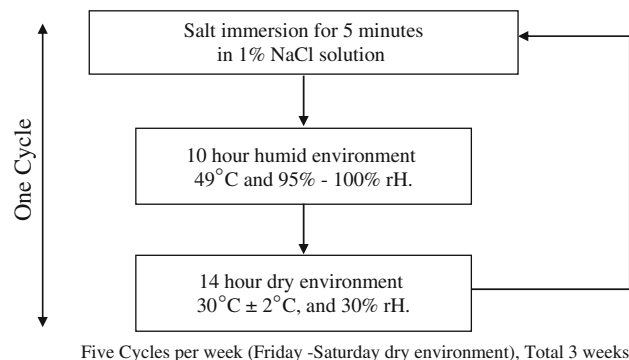 One Cycle
Salt immersion for 5 minutes
in 1% NaCl solution
10 hour humid environment
49°C and 95% - 100% rH.
14 hour dry environment
30°C ± 2°C, and 30% rH.
Five Cycles per week (Friday -Saturday dry environment), Total 3 weeks